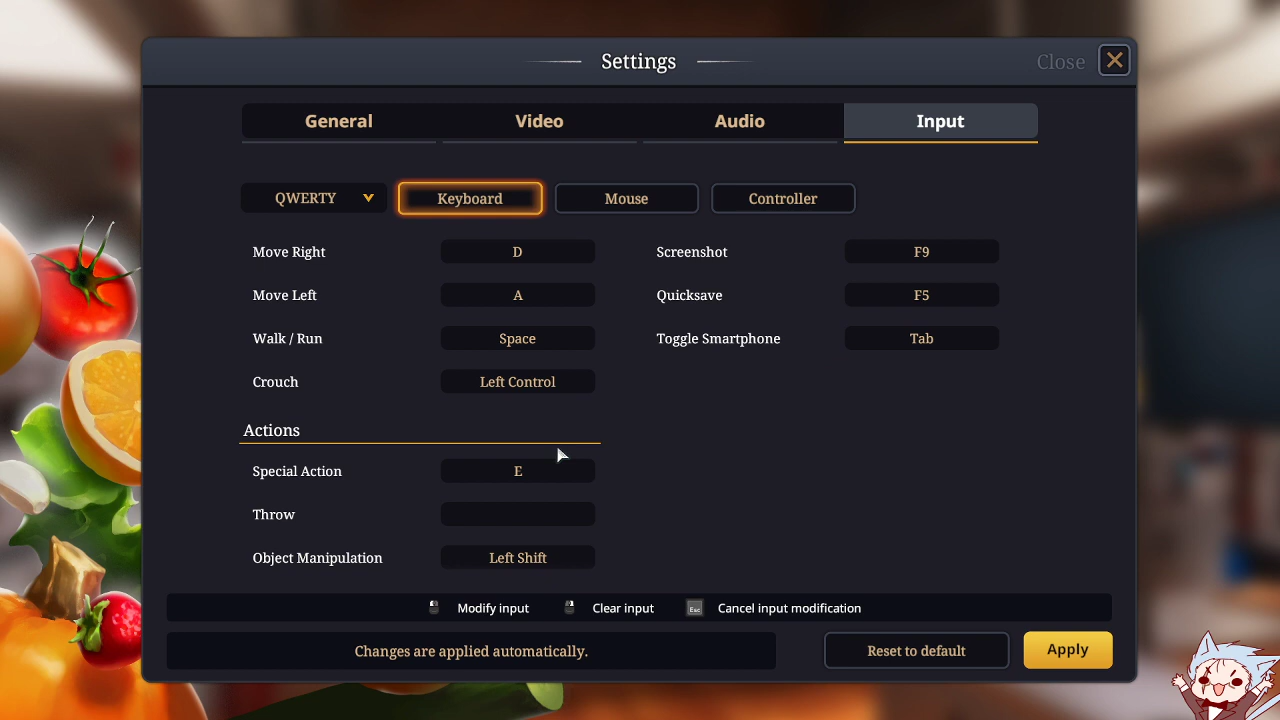 Settings
Close
General Video Audio Input
QWERTY Keyboard Mouse Controller
Move Right D Screenshot F9
Move Left A Quicksave F5
Walk / Run Space Toggle Smartphone Tab
Crouch Left Control
Actions
Special Action E
Throw
Object Manipulation Left Shift
Modify input Clear input Esc Cancel input modification
Changes are applied automatically. Reset to default Apply